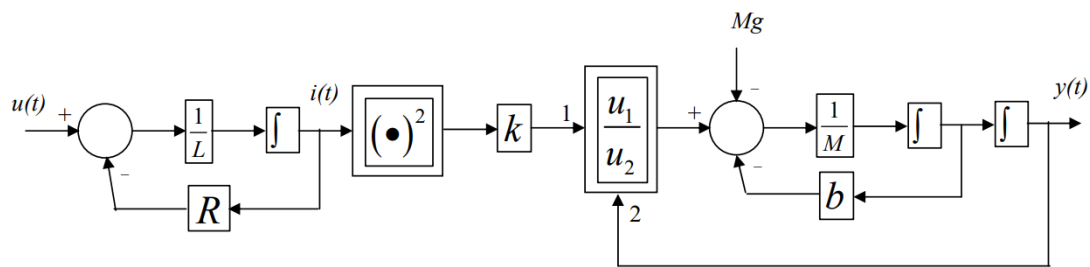 Mg
u(t) + 1/L ∫ i(t) (•)² k 1 u₁/u₂ + − 1/M ∫ ∫ y(t)
− R 2 − b